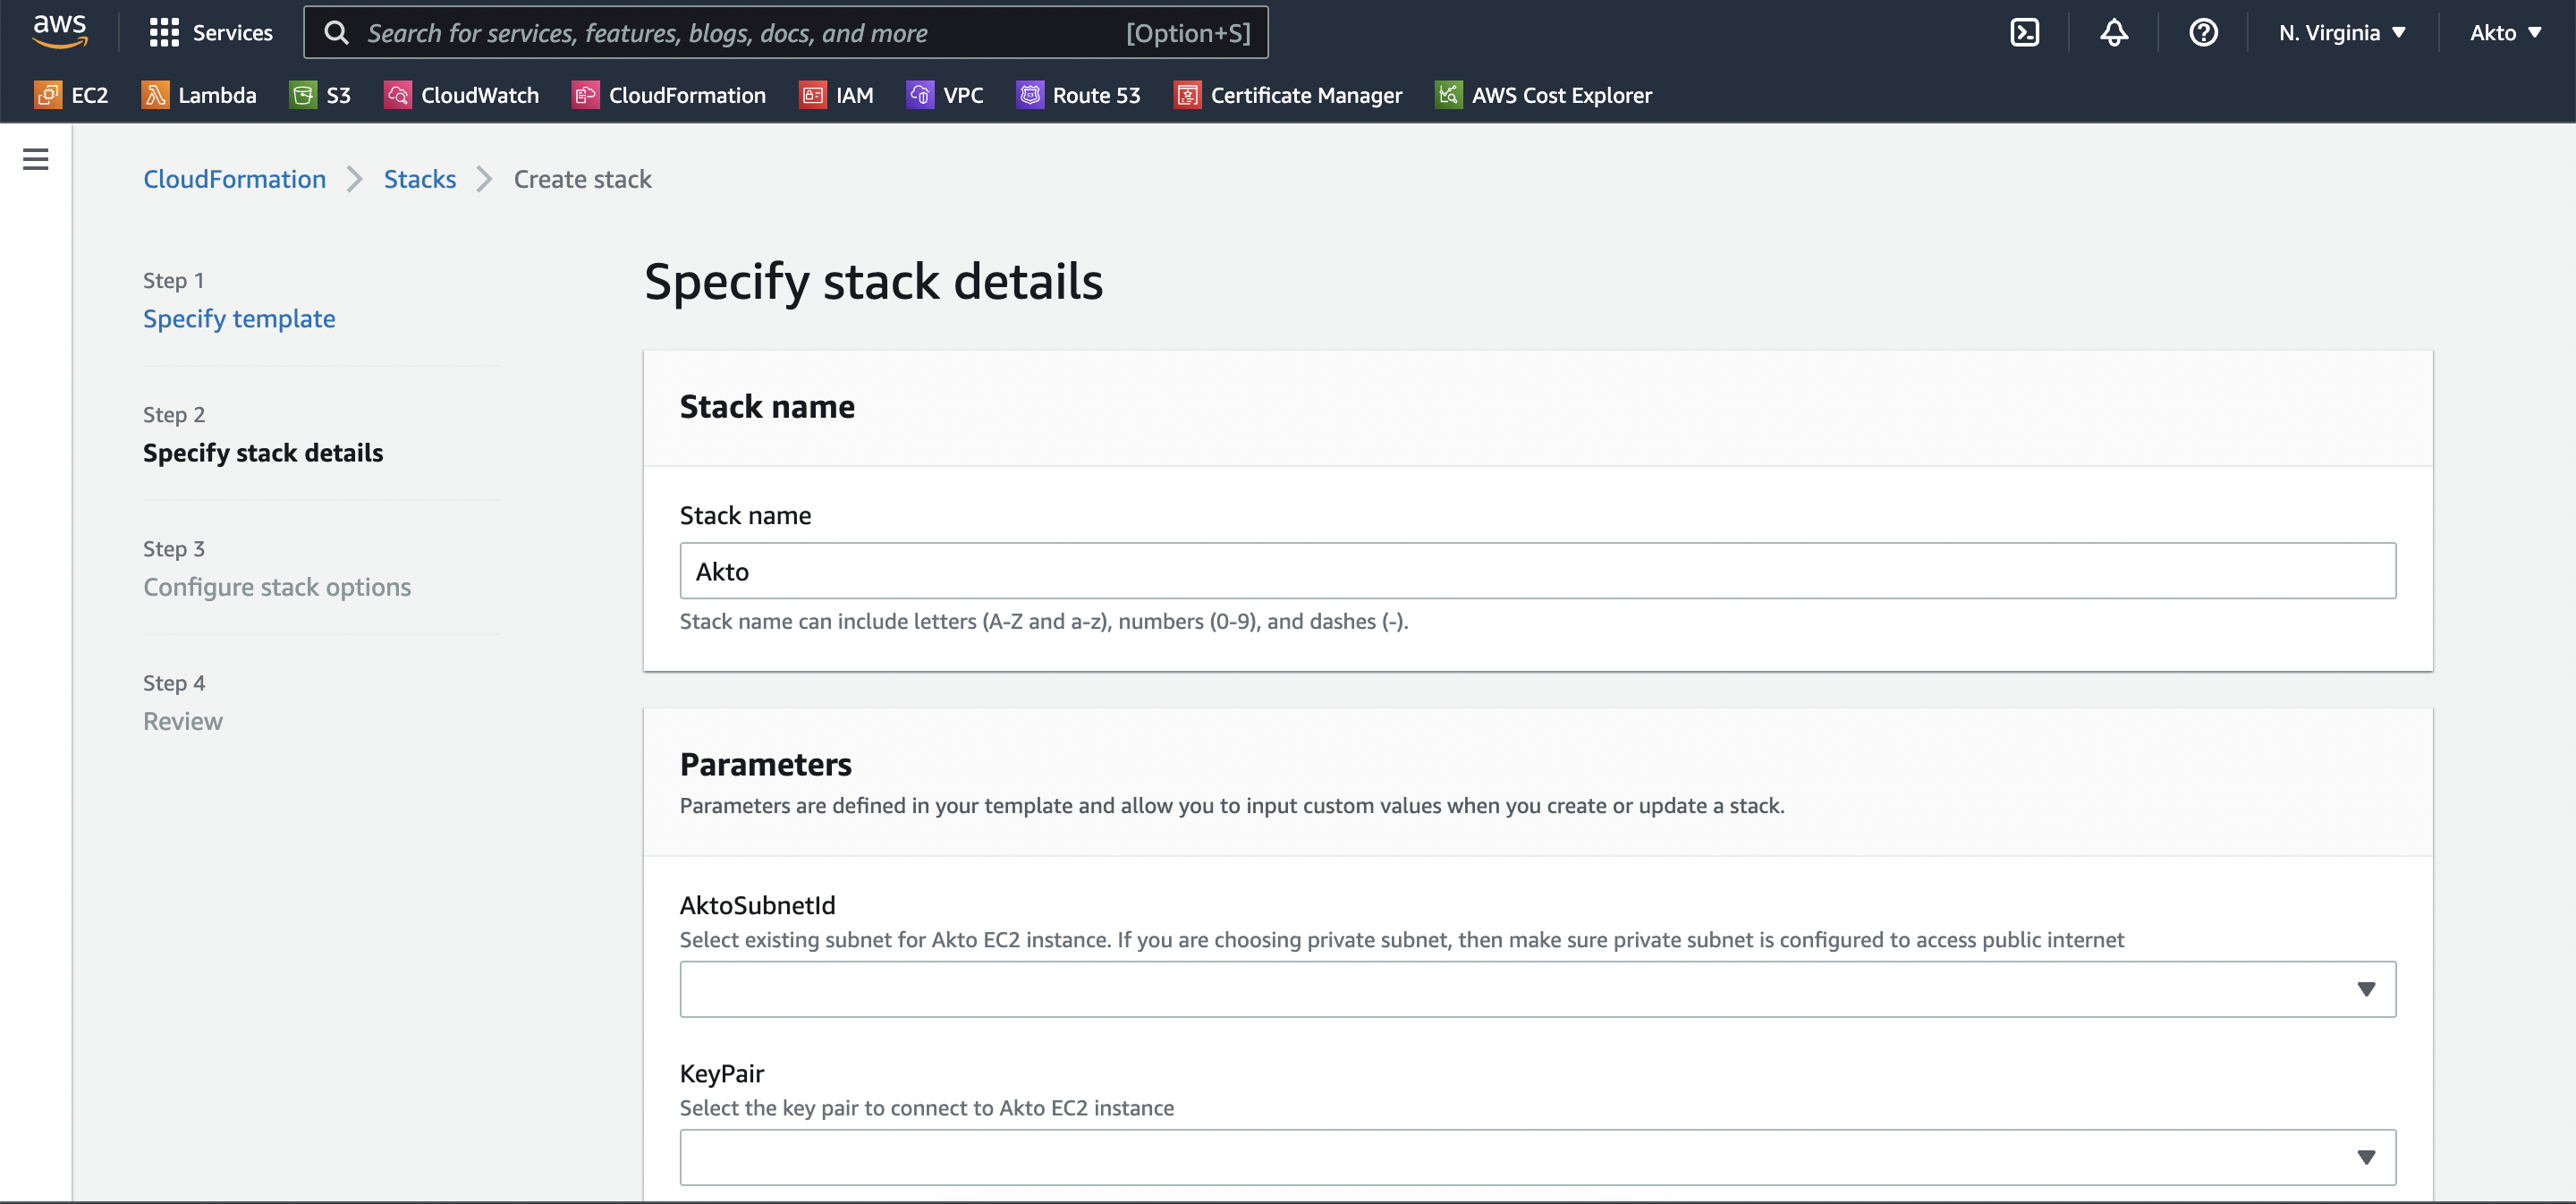 aws Services Search for services, features, blogs, docs, and more [Option+S] N. Virginia Akto
EC2 Lambda S3 CloudWatch CloudFormation IAM VPC Route 53 Certificate Manager AWS Cost Explorer
CloudFormation Stacks Create stack
Step 1
Specify template
Step 2
Specify stack details
Step 3
Configure stack options
Step 4
Review
Specify stack details
Stack name
Stack name
Akto
Stack name can include letters (A-Z and a-z), numbers (0-9), and dashes (-).
Parameters
Parameters are defined in your template and allow you to input custom values when you create or update a stack.
AktoSubnetId
Select existing subnet for Akto EC2 instance. If you are choosing private subnet, then make sure private subnet is configured to access public internet
KeyPair
Select the key pair to connect to Akto EC2 instance